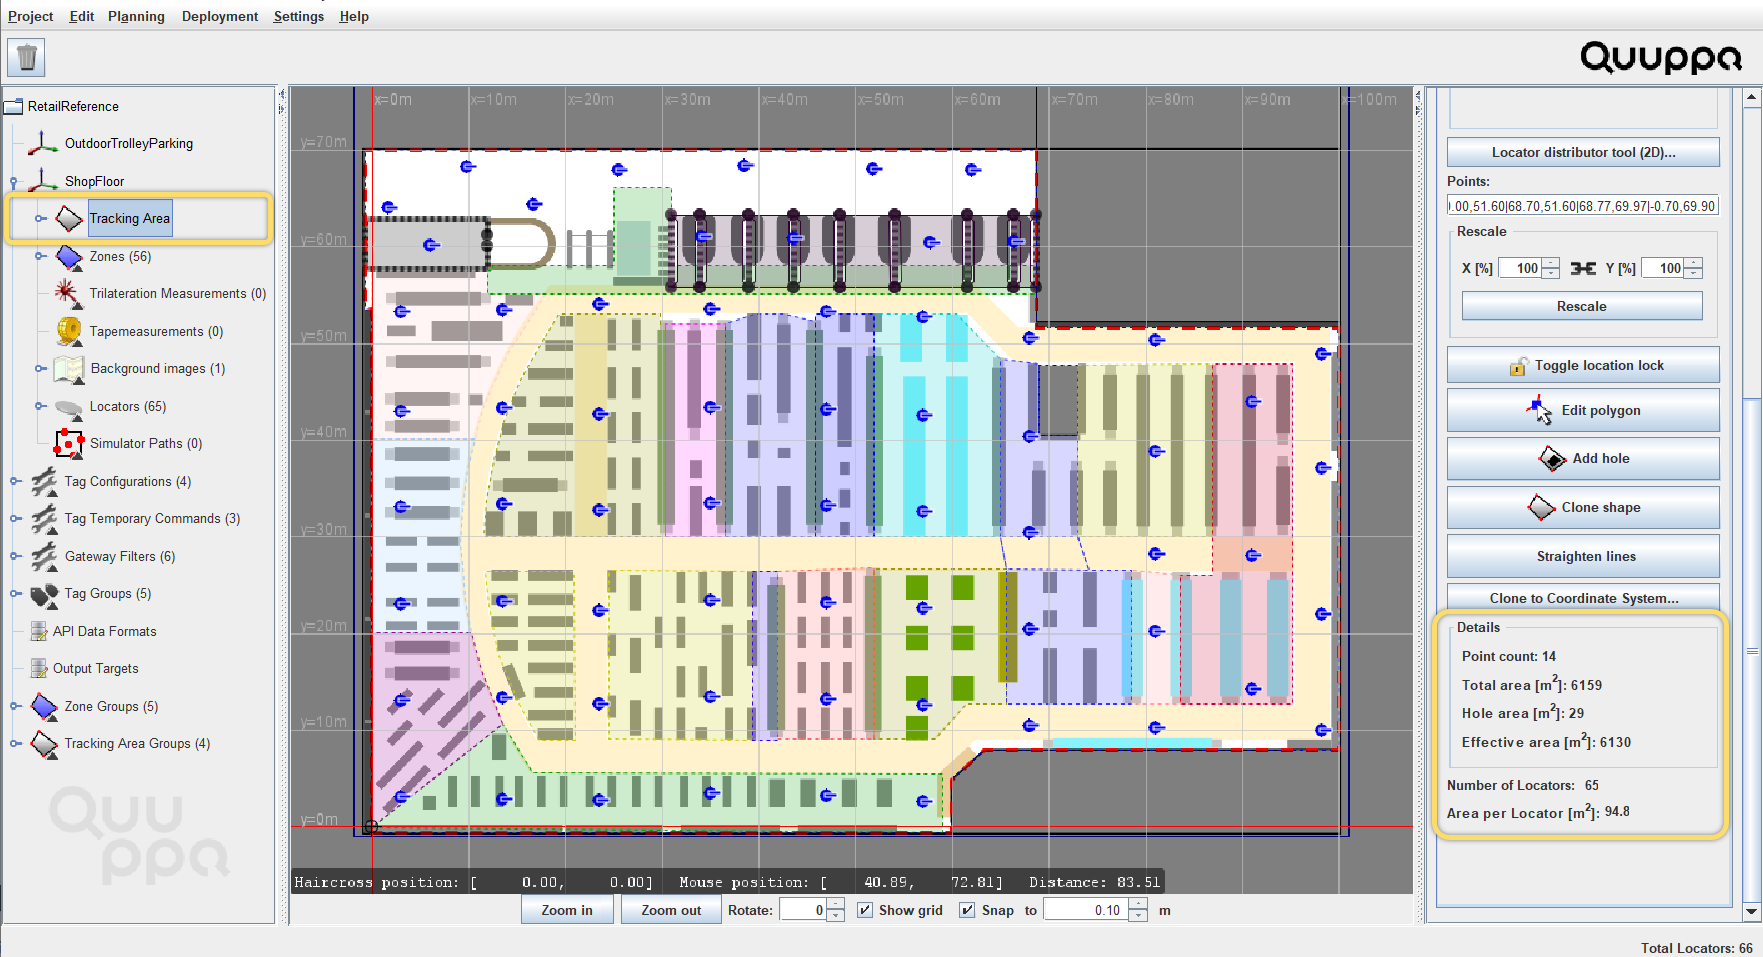 Project Edit Planning Deployment Settings Help
Quuppa
RetailReference
OutdoorTrolleyParking
ShopFloor
Tracking Area
Zones (56)
Trilateration Measurements (0)
Tapemeasurements (0)
Background images (1)
Locators (65)
Simulator Paths (0)
Tag Configurations (4)
Tag Temporary Commands (3)
Gateway Filters (6)
Tag Groups (5)
API Data Formats
Output Targets
Zone Groups (5)
Tracking Area Groups (4)
Quuppa
x=0m x=10m x=20m x=30m x=40m x=50m x=60m x=70m x=80m x=90m x=100m
y=70m
y=60m
y=50m
y=40m
y=30m
y=20m
y=10m
y=0m
Haircross position: [ 0.00, 0.00] Mouse position: [ 40.89, 72.81] Distance: 83.51
Zoom in Zoom out Rotate: 0 Show grid Snap to 0.10 m
Locator distributor tool (2D)...
Points:
).00,51.60|68.70,51.60|68.77,69.97|-0.70,69.90
Rescale
X [%] 100 Y [%] 100
Rescale
Toggle location lock
Edit polygon
Add hole
Clone shape
Straighten lines
Clone to Coordinate System...
Details
Point count: 14
Total area [m²]: 6159
Hole area [m²]: 29
Effective area [m²]: 6130
Number of Locators: 65
Area per Locator [m²]: 94.8
Total Locators: 66